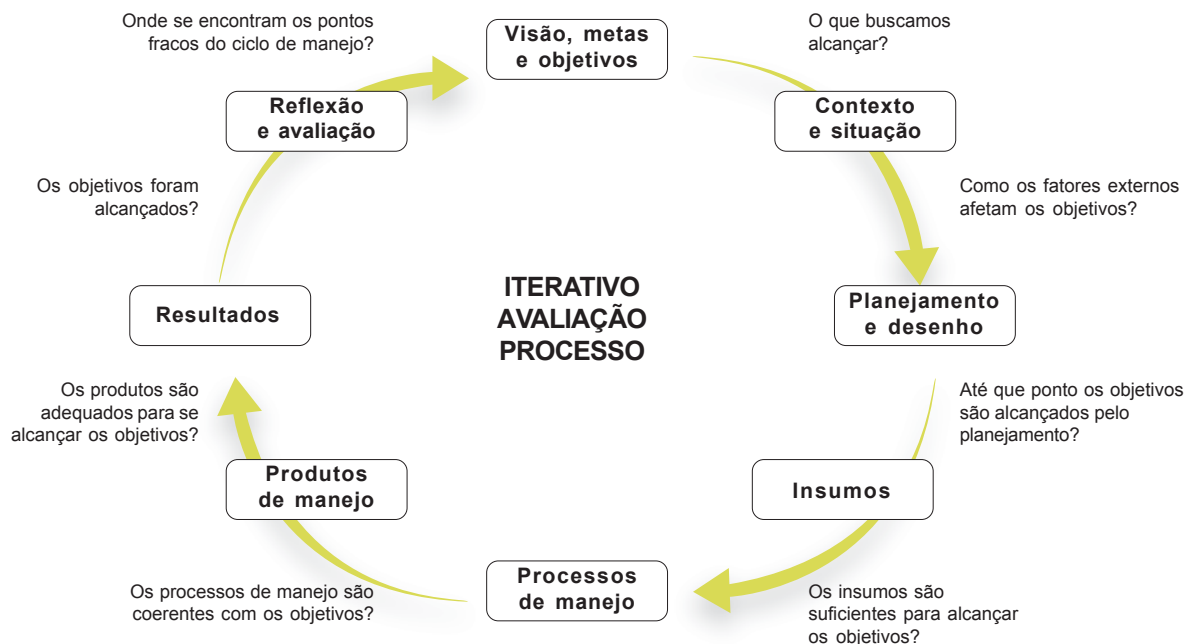 Onde se encontram os pontos
fracos do ciclo de manejo?
Visão, metas
e objetivos
O que buscamos
alcançar?
Reflexão
e avaliação
Contexto
e situação
Os objetivos foram
alcançados?
Como os fatores externos
afetam os objetivos?
Resultados
ITERATIVO
AVALIAÇÃO
PROCESSO
Planejamento
e desenho
Os produtos são
adequados para se
alcançar os objetivos?
Até que ponto os objetivos
são alcançados pelo
planejamento?
Produtos
de manejo
Insumos
Os processos de manejo são
coerentes com os objetivos?
Processos
de manejo
Os insumos são
suficientes para alcançar
os objetivos?